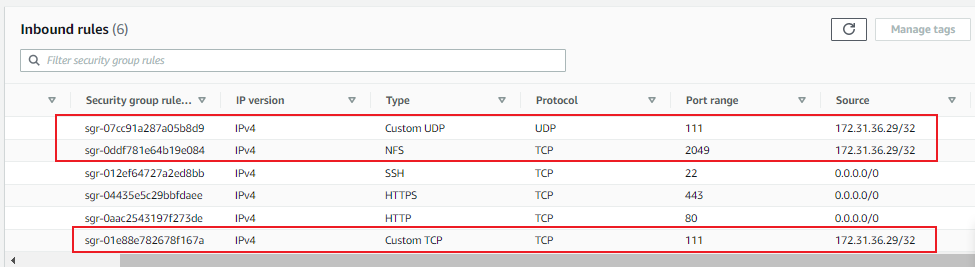 Inbound rules (6)
Manage tags
Filter security group rules
Security group rule... IP version Type Protocol Port range Source
sgr-07cc91a287a05b8d9 IPv4 Custom UDP UDP 111 172.31.36.29/32
sgr-0ddf781e64b19e084 IPv4 NFS TCP 2049 172.31.36.29/32
sgr-012ef64727a2ed8bb IPv4 SSH TCP 22 0.0.0.0/0
sgr-04435e5c29bbfdaee IPv4 HTTPS TCP 443 0.0.0.0/0
sgr-0aac2543197f273de IPv4 HTTP TCP 80 0.0.0.0/0
sgr-01e88e782678f167a IPv4 Custom TCP TCP 111 172.31.36.29/32